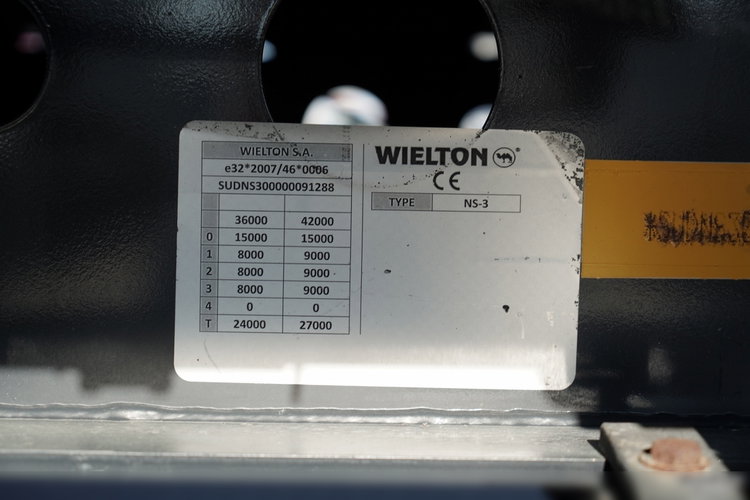 WIELTON S.A.
e32*2007/46*0006
SUDNS300000091288
36000 42000
0 15000 15000
1 8000 9000
2 8000 9000
3 8000 9000
4 0 0
T 24000 27000
WIELTON ®
CE
TYPE NS-3